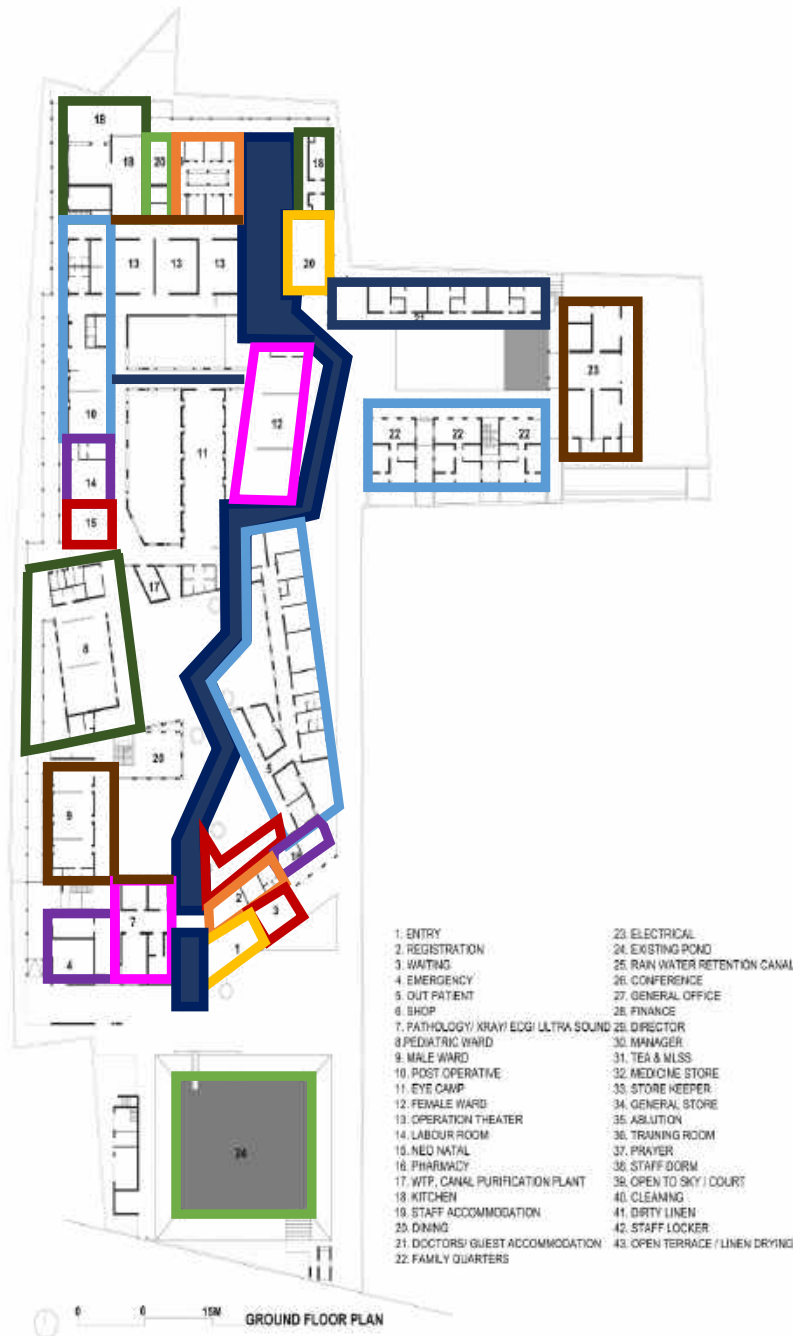 18
18 20 18
13 13 13 20
21
23
10 12 22 22 22
11
14
15
17
8
20 5
9
2
3
7
1
4
24
1. ENTRY
2. REGISTRATION
3. WAITING
4. EMERGENCY
5. OUT PATIENT
6. SHOP
7. PATHOLOGY/ XRAY/ ECG/ ULTRA SOUND
8.PEDIATRIC WARD
9. MALE WARD
10. POST OPERATIVE
11. EYE CAMP
12. FEMALE WARD
13. OPERATION THEATER
14. LABOUR ROOM
15. NEO NATAL
16. PHARMACY
17. WTP, CANAL PURIFICATION PLANT
18. KITCHEN
19. STAFF ACCOMMODATION
20. DINING
21. DOCTORS/ GUEST ACCOMMODATION
22. FAMILY QUARTERS
23. ELECTRICAL
24. EXISTING POND
25. RAIN WATER RETENTION CANAL
26. CONFERENCE
27. GENERAL OFFICE
28. FINANCE
29. DIRECTOR
30. MANAGER
31. TEA & MLSS
32. MEDICINE STORE
33. STORE KEEPER
34. GENERAL STORE
35. ABLUTION
36. TRAINING ROOM
37. PRAYER
38. STAFF DORM
39. OPEN TO SKY / COURT
40. CLEANING
41. DIRTY LINEN
42. STAFF LOCKER
43. OPEN TERRACE / LINEN DRYING
0 0 15M GROUND FLOOR PLAN